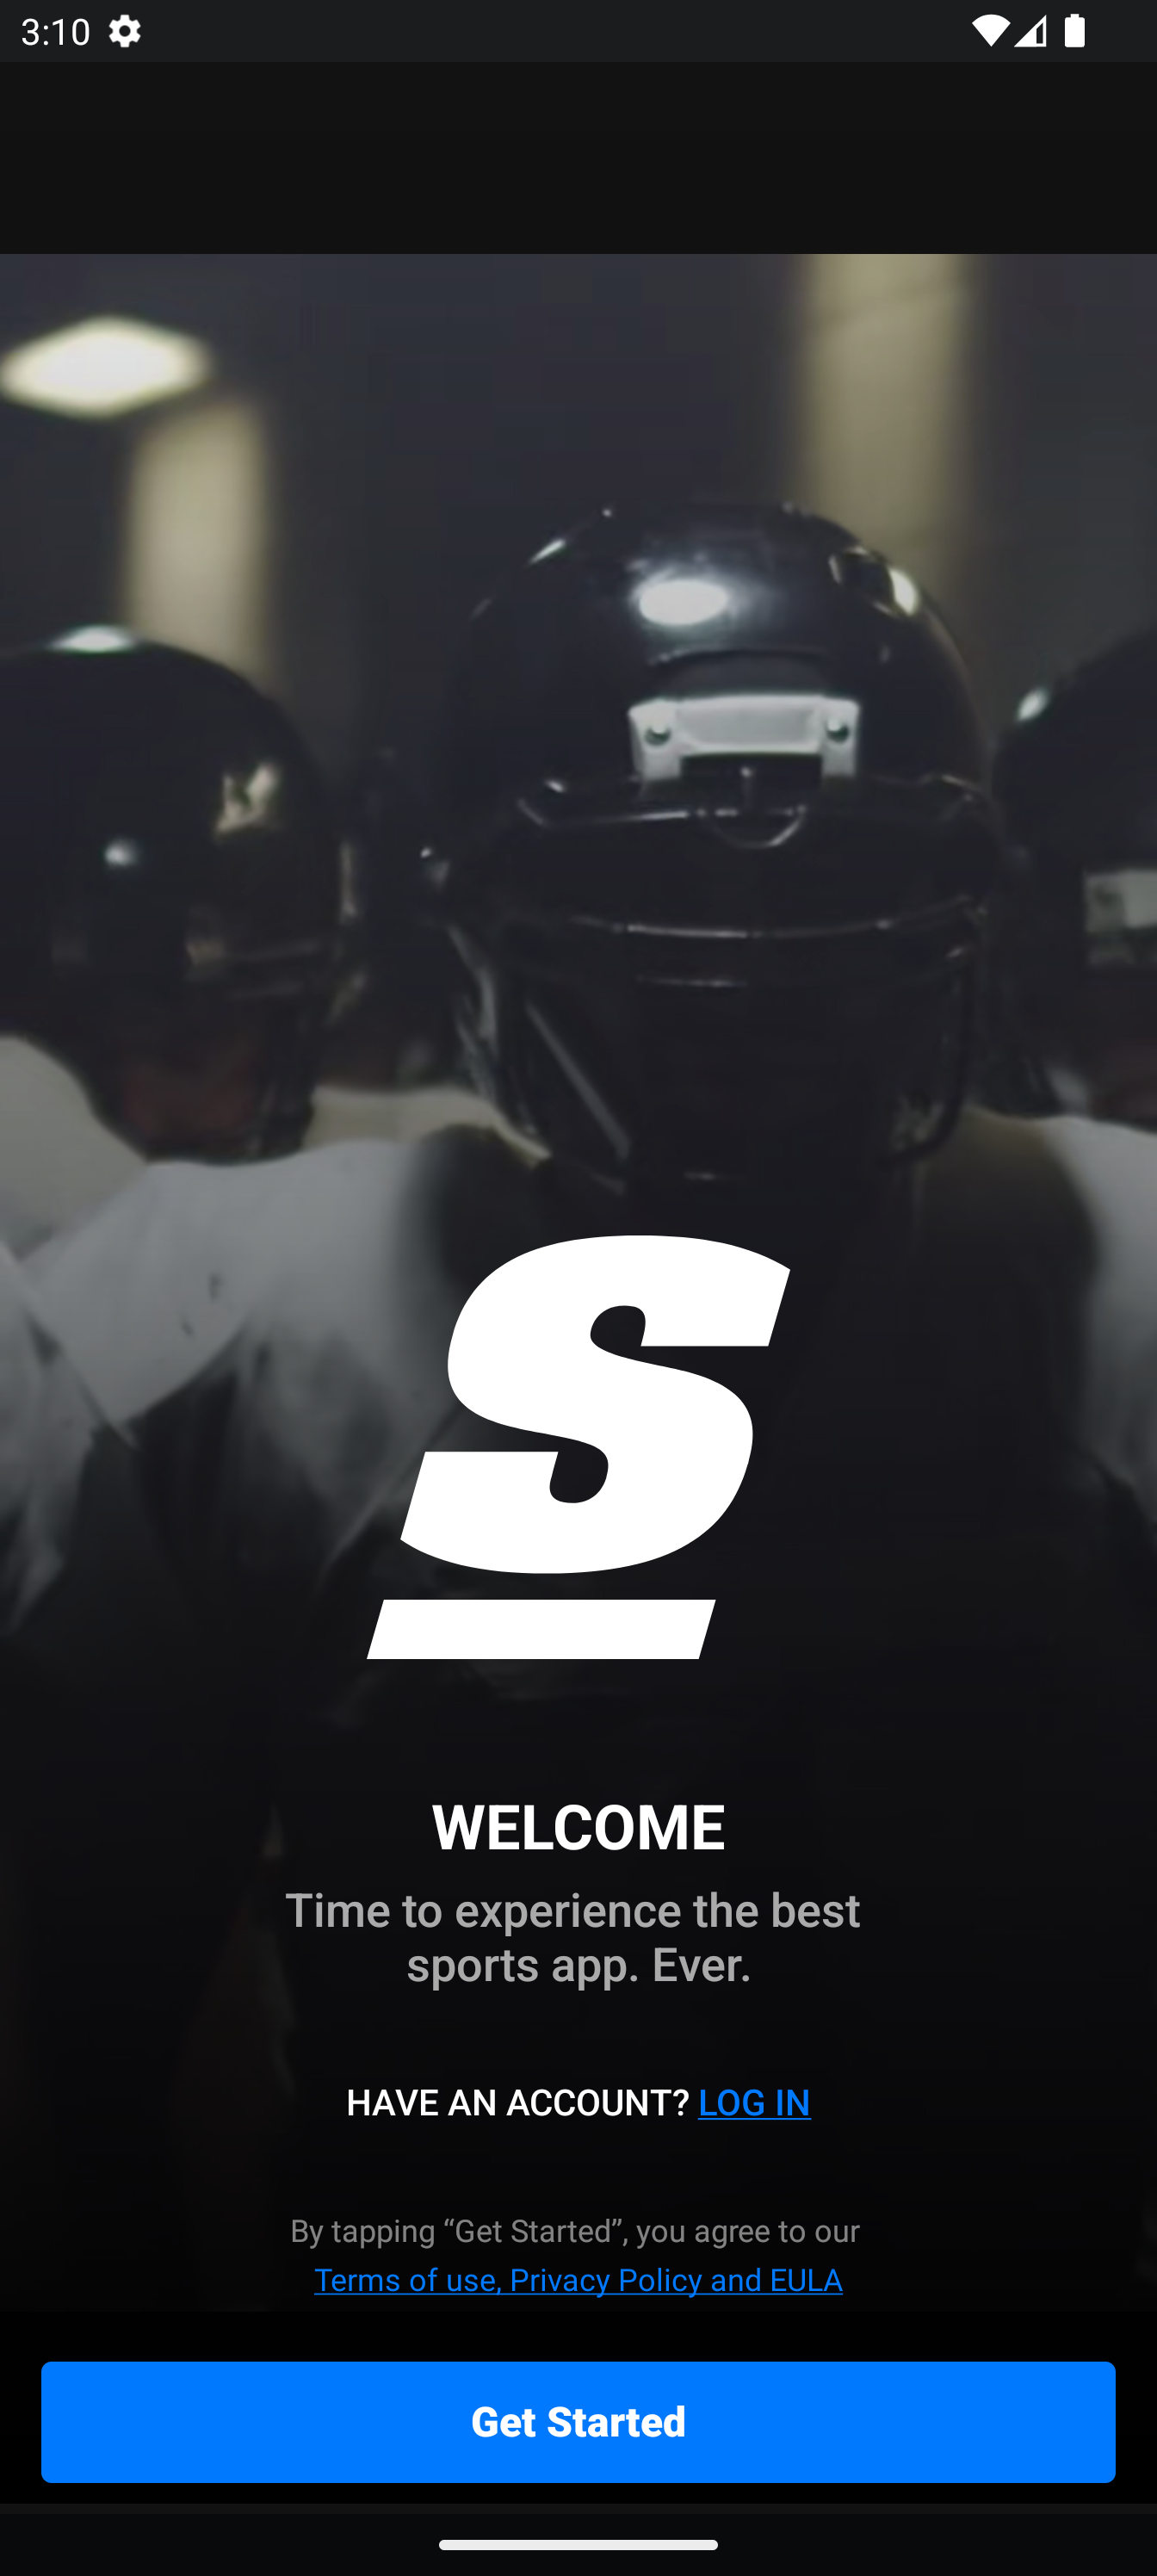 3:10
S
WELCOME
Time to experience the best
sports app. Ever.
HAVE AN ACCOUNT? LOG IN
By tapping “Get Started”, you agree to our
Terms of use, Privacy Policy and EULA
Get Started